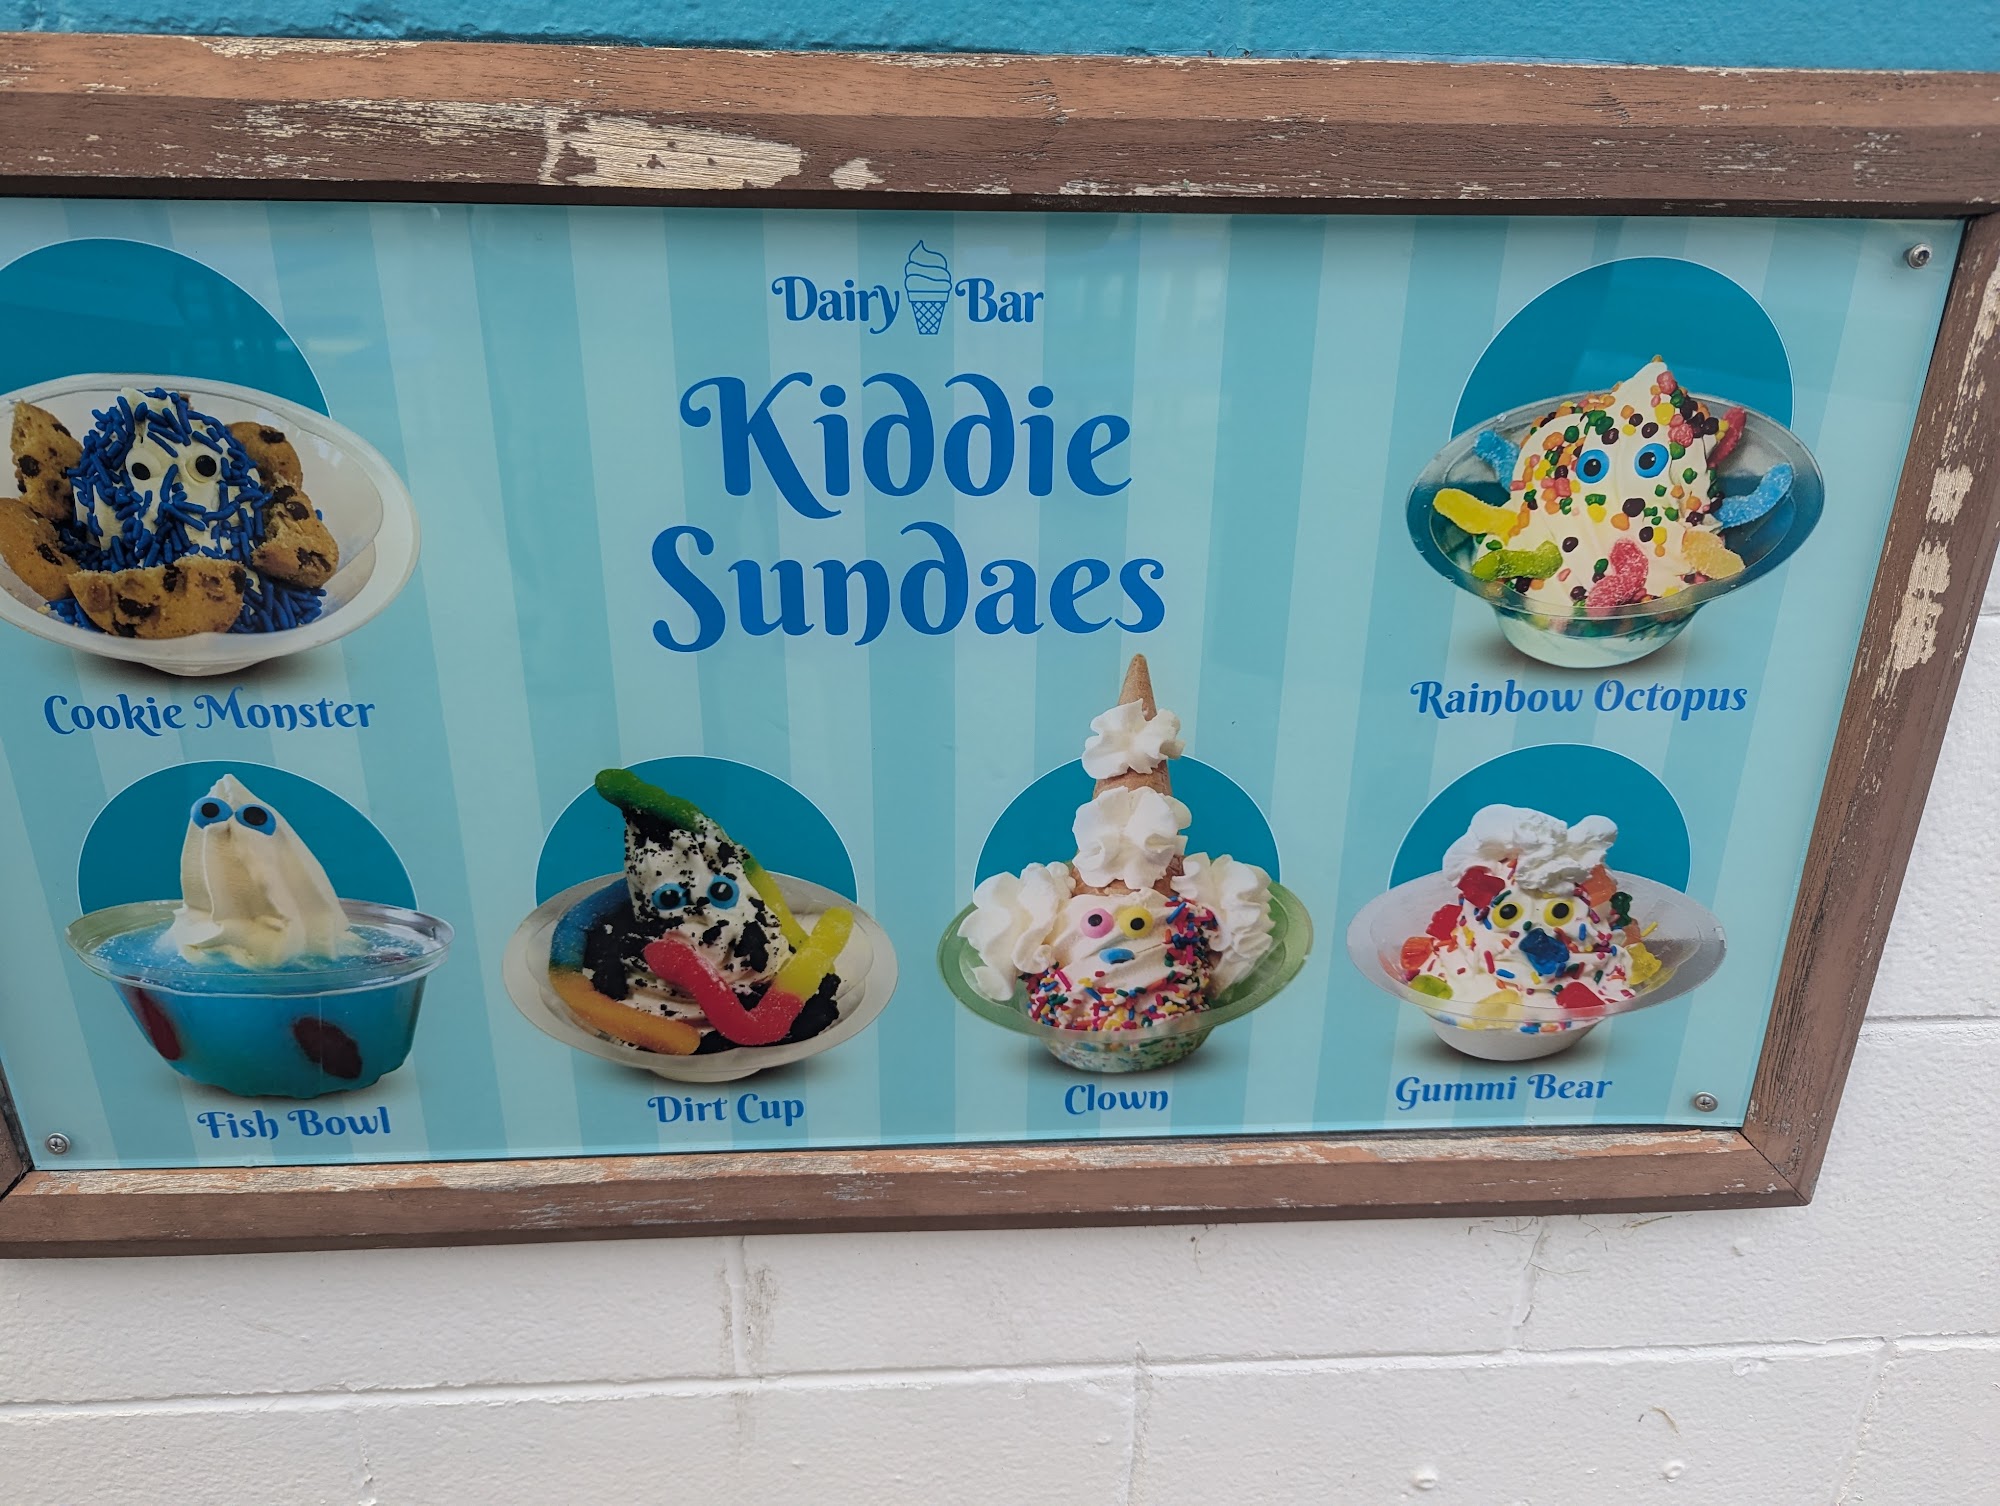 Dairy Bar
Kiddie
Sundaes
Cookie Monster
Rainbow Octopus
Fish Bowl
Dirt Cup
Clown
Gummi Bear